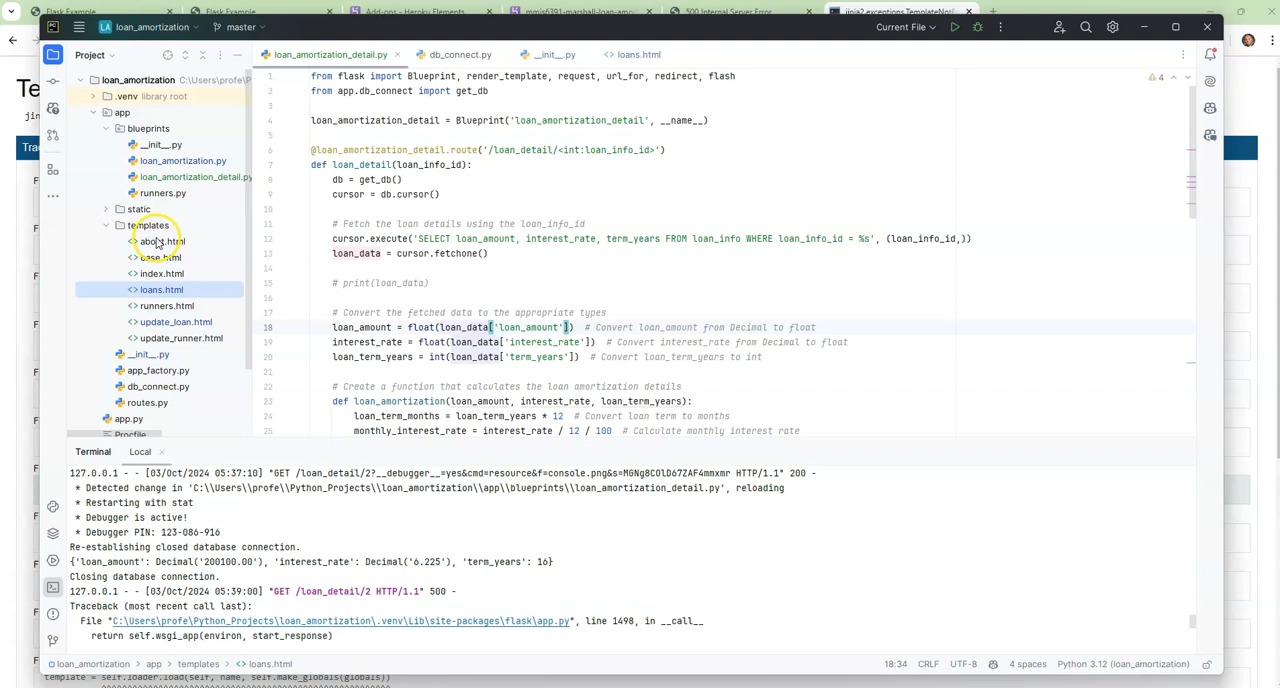 Flask Example
Flask Example
Add-ons - Heroku Elements
mmis6391-marshall-loan-am
500 Internal Server Error
jinja2.exceptions.TemplateNotF
LA loan_amortization
master
Current File
Project
loan_amortization_detail.py
db_connect.py
__init__.py
loans.html
loan_amortization C:\Users\profe\P
.venv library root
app
blueprints
__init__.py
loan_amortization.py
loan_amortization_detail.py
runners.py
static
templates
about.html
base.html
index.html
loans.html
runners.html
update_loan.html
update_runner.html
__init__.py
app_factory.py
db_connect.py
routes.py
app.py
Procfile
4
1 from flask import Blueprint, render_template, request, url_for, redirect, flash
2 from app.db_connect import get_db
3
4 loan_amortization_detail = Blueprint('loan_amortization_detail', __name__)
5
6 @loan_amortization_detail.route('/loan_detail/<int:loan_info_id>')
7 def loan_detail(loan_info_id):
8 db = get_db()
9 cursor = db.cursor()
10
11 # Fetch the loan details using the loan_info_id
12 cursor.execute('SELECT loan_amount, interest_rate, term_years FROM loan_info WHERE loan_info_id = %s', (loan_info_id,))
13 loan_data = cursor.fetchone()
14
15 # print(loan_data)
16
17 # Convert the fetched data to the appropriate types
18 loan_amount = float(loan_data['loan_amount']) # Convert loan_amount from Decimal to float
19 interest_rate = float(loan_data['interest_rate']) # Convert interest_rate from Decimal to float
20 loan_term_years = int(loan_data['term_years']) # Convert loan_term_years to int
21
22 # Create a function that calculates the loan amortization details
23 def loan_amortization(loan_amount, interest_rate, loan_term_years):
24 loan_term_months = loan_term_years * 12 # Convert loan term to months
25 monthly_interest_rate = interest_rate / 12 / 100 # Calculate monthly interest rate
Terminal
Local
127.0.0.1 - - [03/Oct/2024 05:37:10] "GET /loan_detail/2?__debugger__=yes&cmd=resource&f=console.png&s=MGNg8COlD67ZAF4mmxmr HTTP/1.1" 200 -
* Detected change in 'C:\\Users\\profe\\Python_Projects\\loan_amortization\\app\\blueprints\\loan_amortization_detail.py', reloading
* Restarting with stat
* Debugger is active!
* Debugger PIN: 123-086-916
Re-establishing closed database connection.
{'loan_amount': Decimal('200100.00'), 'interest_rate': Decimal('6.225'), 'term_years': 16}
Closing database connection.
127.0.0.1 - - [03/Oct/2024 05:39:00] "GET /loan_detail/2 HTTP/1.1" 500 -
Traceback (most recent call last):
File "C:\Users\profe\Python_Projects\loan_amortization\.venv\Lib\site-packages\flask\app.py", line 1498, in __call__
return self.wsgi_app(environ, start_response)
loan_amortization > app > templates > loans.html
18:34 CRLF UTF-8 4 spaces Python 3.12 (loan_amortization)
template = self.loader.load(self, name, self.make_globals(globals))